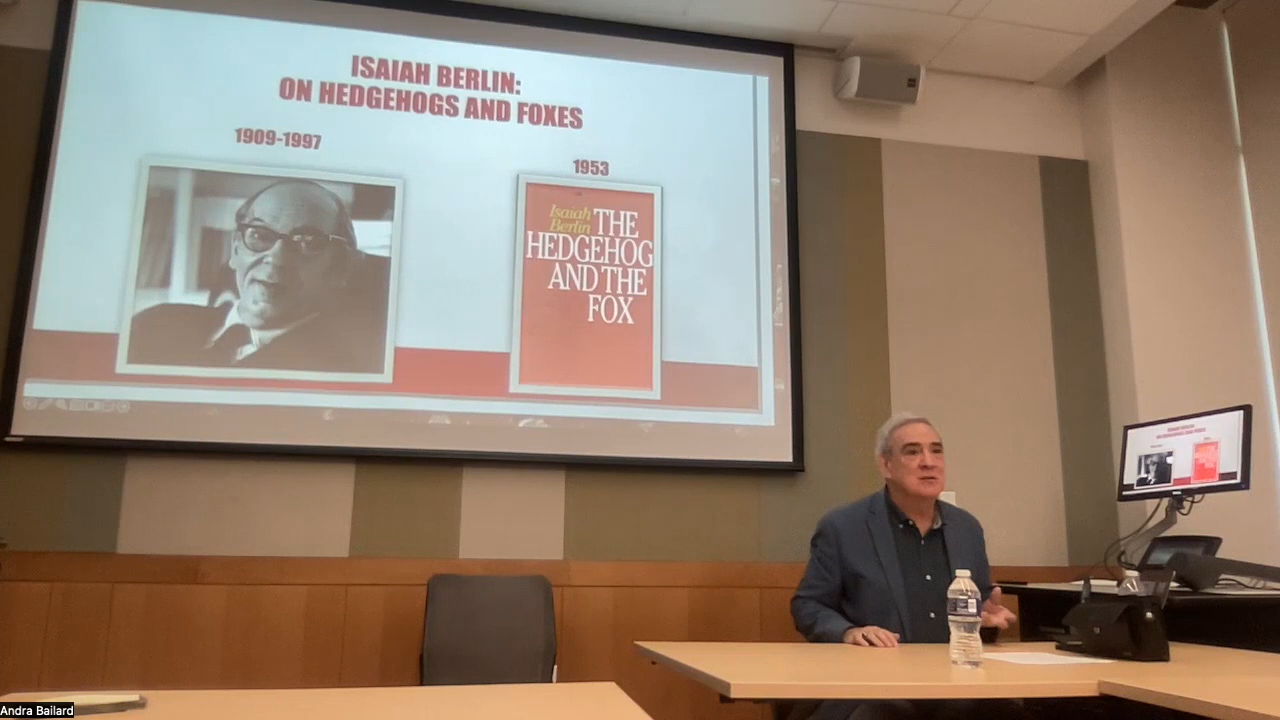 ISAIAH BERLIN:
ON HEDGEHOGS AND FOXES
1909-1997
1953
Isaiah
Berlin
THE
HEDGEHOG
AND THE
FOX
Andra Bailard